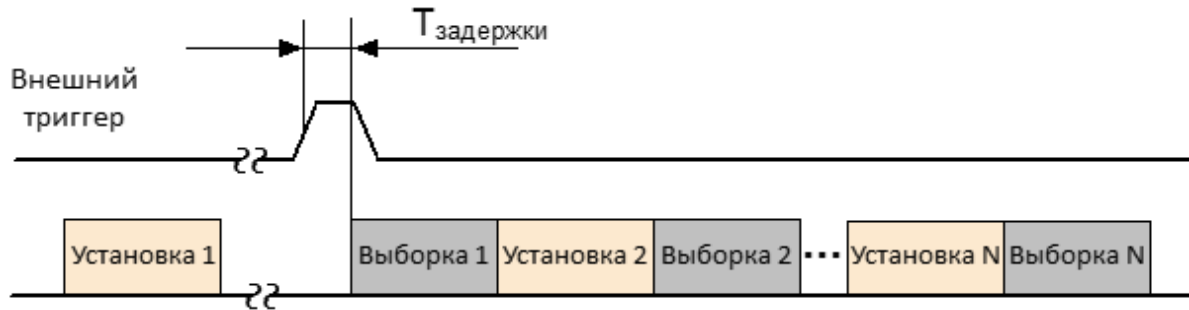 Tзадержки
Внешний
триггер
Установка 1
Выборка 1
Установка 2
Выборка 2
...
Установка N
Выборка N